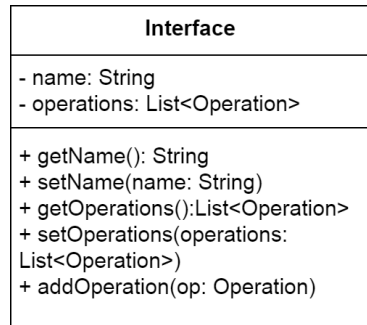 Interface
- name: String
- operations: List<Operation>
+ getName(): String
+ setName(name: String)
+ getOperations():List<Operation>
+ setOperations(operations:
List<Operation>)
+ addOperation(op: Operation)